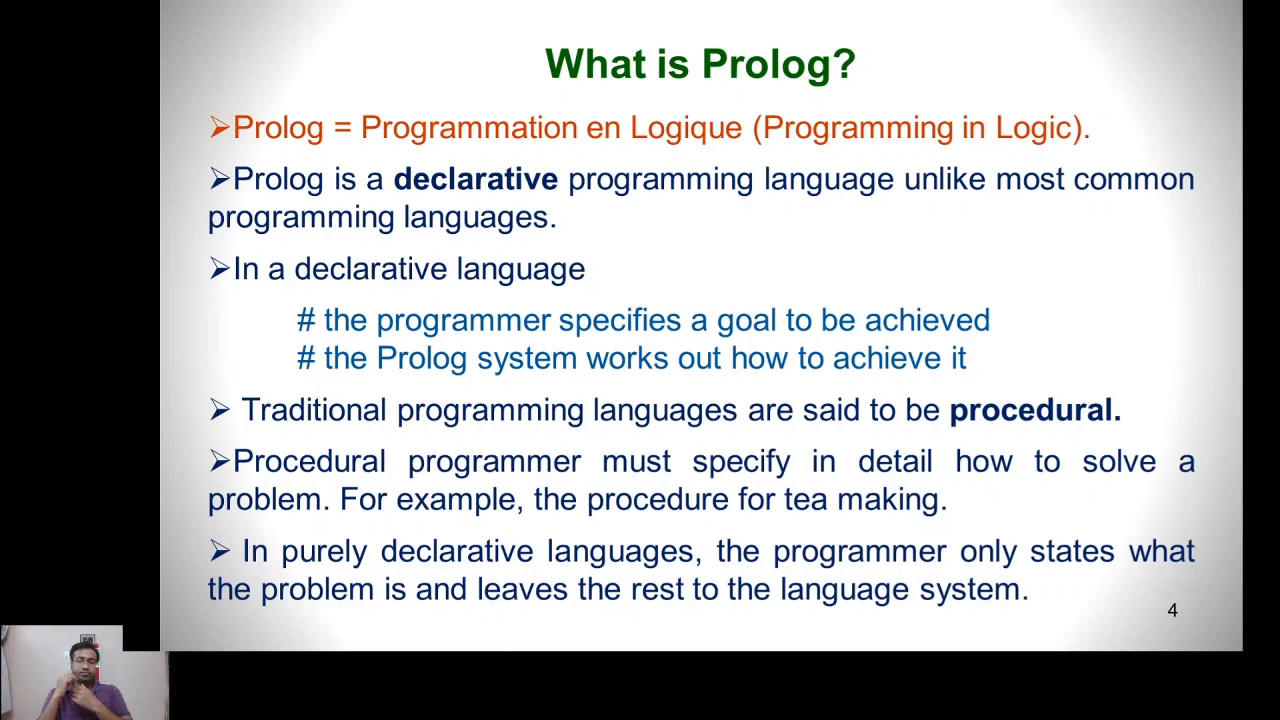 What is Prolog?
➢Prolog = Programmation en Logique (Programming in Logic).
➢Prolog is a declarative programming language unlike most common
programming languages.
➢In a declarative language
# the programmer specifies a goal to be achieved
# the Prolog system works out how to achieve it
➢ Traditional programming languages are said to be procedural.
➢Procedural programmer must specify in detail how to solve a
problem. For example, the procedure for tea making.
➢ In purely declarative languages, the programmer only states what
the problem is and leaves the rest to the language system.
4